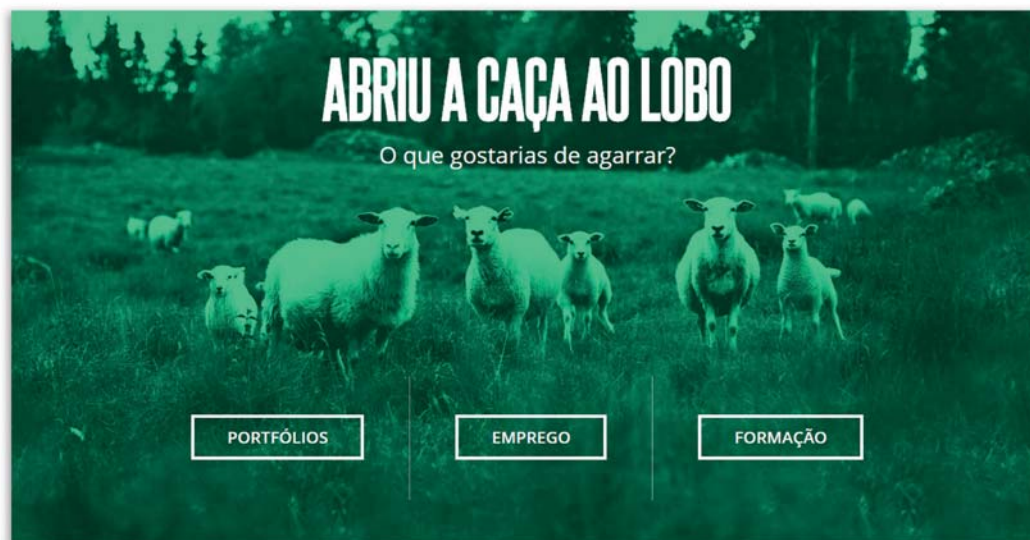 ABRIU A CAÇA AO LOBO
O que gostarias de agarrar?
PORTFÓLIOS
EMPREGO
FORMAÇÃO